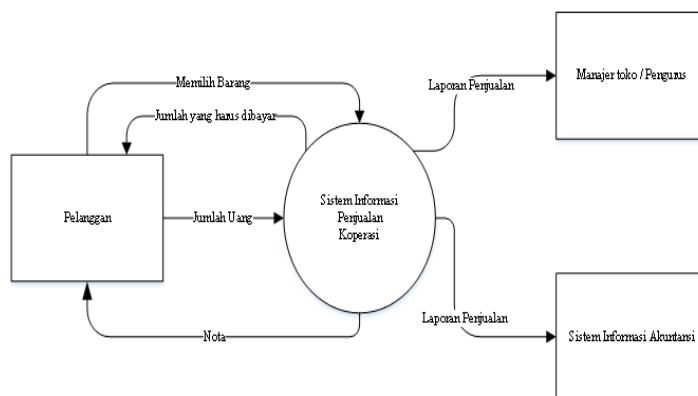 Memilih Barang
Jumlah yang harus dibayar
Pelanggan
Jumlah Uang
Nota
Sistem Informasi
Penjualan
Koperasi
Laporan Penjualan
Manajer toko / Pengurus
Laporan Penjualan
Sistem Informasi Akuntansi